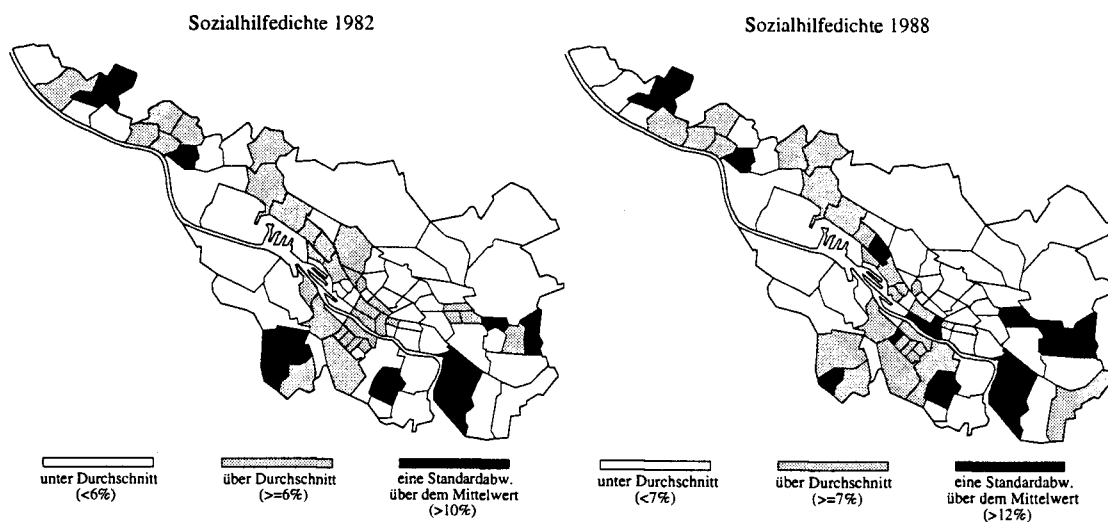 Sozialhilfedichte 1982
Sozialhilfedichte 1988
unter Durchschnitt
(<6%)
über Durchschnitt
(>=6%)
eine Standardabw.
über dem Mittelwert
(>10%)
unter Durchschnitt
(<7%)
über Durchschnitt
(>=7%)
eine Standardabw.
über dem Mittelwert
(>12%)